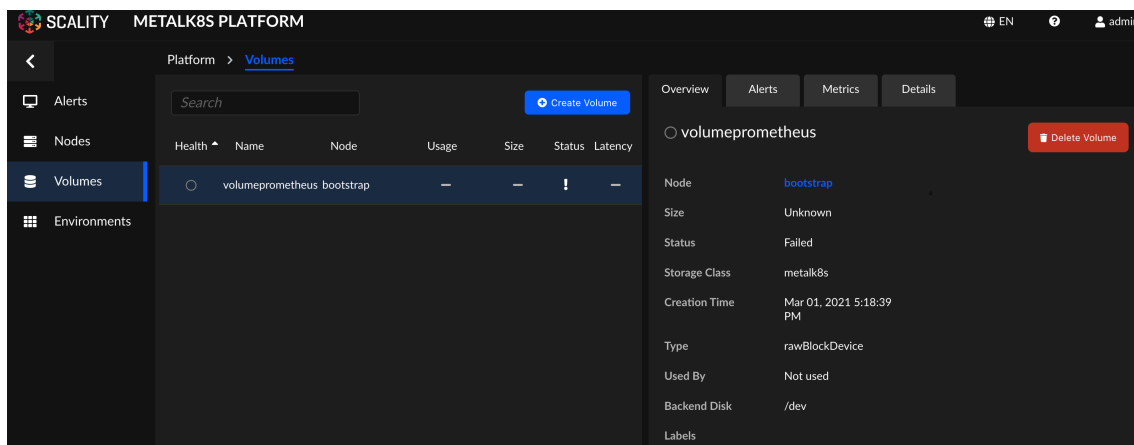 SCALITY METALK8S PLATFORM EN ? admin
Platform > Volumes
Alerts
Nodes
Volumes
Environments
Search
Create Volume
Health Name Node Usage Size Status Latency
volumeprometheus bootstrap – – ! –
Overview Alerts Metrics Details
volumeprometheus
Delete Volume
Node bootstrap
Size Unknown
Status Failed
Storage Class metalk8s
Creation Time Mar 01, 2021 5:18:39
PM
Type rawBlockDevice
Used By Not used
Backend Disk /dev
Labels